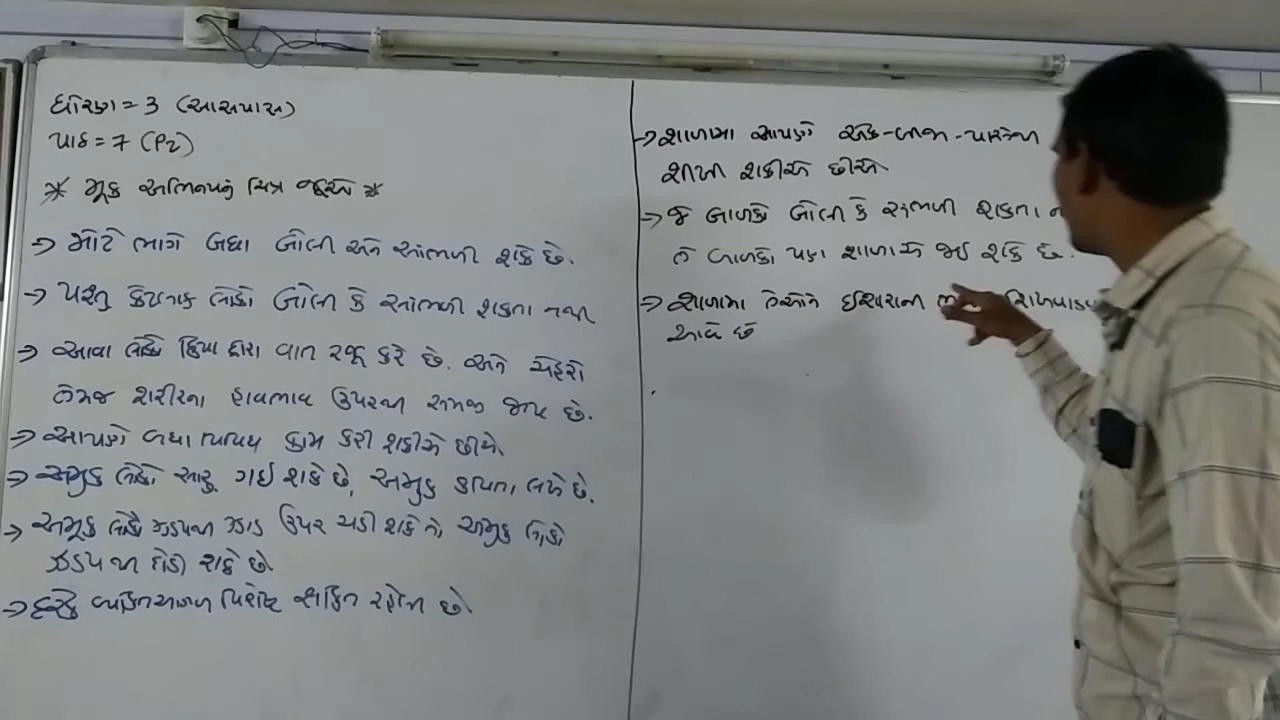 ધોરણ = 3 (આસપાસ)
પાઠ = 7 (P2)
* મૂક અભિનયનું ચિત્ર જુઓ *
→ મોટે ભાગે બધા બોલી અને સાંભળી શકે છે.
→ પરંતુ કેટલાક લોકો બોલી કે સાંભળી શકતા નથી
→ આવા લોકો ક્રિયા દ્વારા વાત રજૂ કરે છે. અને ચહેરો
તેમજ શરીરના હાવભાવ ઉપરથી સમજી જાય છે.
→ આપણે બધા કામ કરી શકીએ છીએ.
→ અમુક લોકો સારુ ગાઈ શકે છે, અમુક કવિતા લખે છે.
→ અમૂક લોકો ઝડપથી ઝાડ ઉપર ચડી શકે તો અમુક લોકો
ઝડપથી દોડી શકે છે.
→ દરેક વ્યક્તિમાં વિશેષ શક્તિ રહેલી છે.
→ શાળામા આપણે એક-બીજા-પાસેથી
શીખી શકીએ છીએ.
→ જે બાળકો બોલી કે સાંભળી શકતા
તે બાળકો પણ શાળાએ જઈ શકે છે.
→ શાળામા તેઓને ઈશારાની
આવે છે